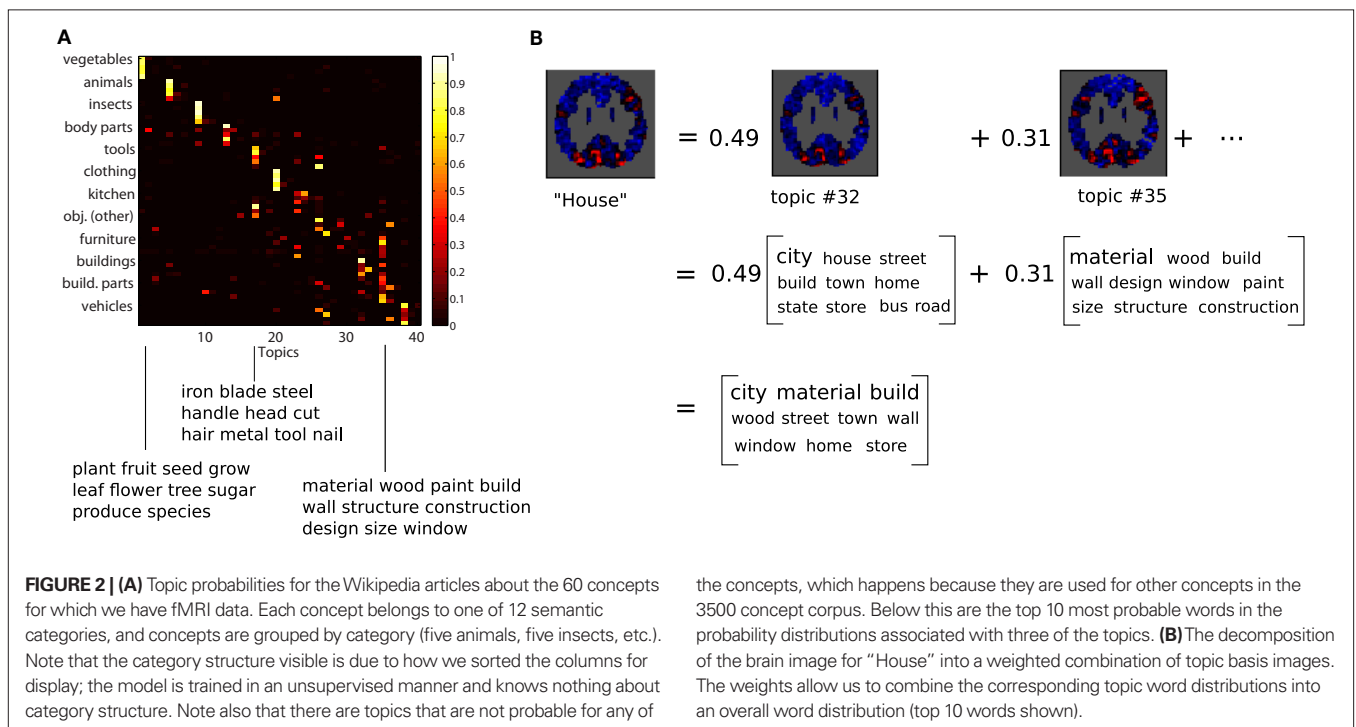 A
vegetables
animals
insects
body parts
tools
clothing
kitchen
obj. (other)
furniture
buildings
build. parts
vehicles
1
0.9
0.8
0.7
0.6
0.5
0.4
0.3
0.2
0.1
0
10 20 30 40
Topics
iron blade steel
handle head cut
hair metal tool nail
plant fruit seed grow
leaf flower tree sugar
produce species
material wood paint build
wall structure construction
design size window
B
= 0.49 + 0.31 + ...
"House" topic #32 topic #35
= 0.49 [city house street build town home state store bus road] + 0.31 [material wood build wall design window paint size structure construction]
= [city material build
wood street town wall
window home store]
FIGURE 2 | (A) Topic probabilities for the Wikipedia articles about the 60 concepts
for which we have fMRI data. Each concept belongs to one of 12 semantic
categories, and concepts are grouped by category (five animals, five insects, etc.).
Note that the category structure visible is due to how we sorted the columns for
display; the model is trained in an unsupervised manner and knows nothing about
category structure. Note also that there are topics that are not probable for any of
the concepts, which happens because they are used for other concepts in the
3500 concept corpus. Below this are the top 10 most probable words in the
probability distributions associated with three of the topics. (B) The decomposition
of the brain image for “House” into a weighted combination of topic basis images.
The weights allow us to combine the corresponding topic word distributions into
an overall word distribution (top 10 words shown).